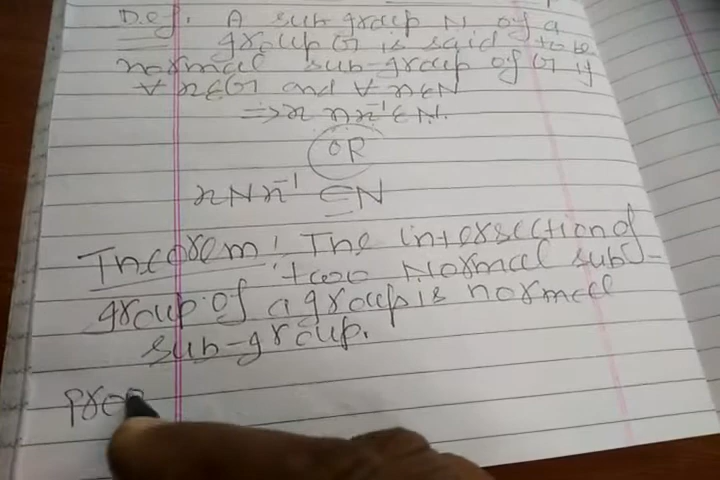 Def. A sub group N of a
group G is said to be
normal sub-group of G if
∀ x∈G and ∀ n∈N
⇒ x n x⁻¹ ∈ N.
OR
x N x⁻¹ ⊆ N
Theorem: The intersection of
two Normal sub-
group of a group is normal
sub-group.
Proo